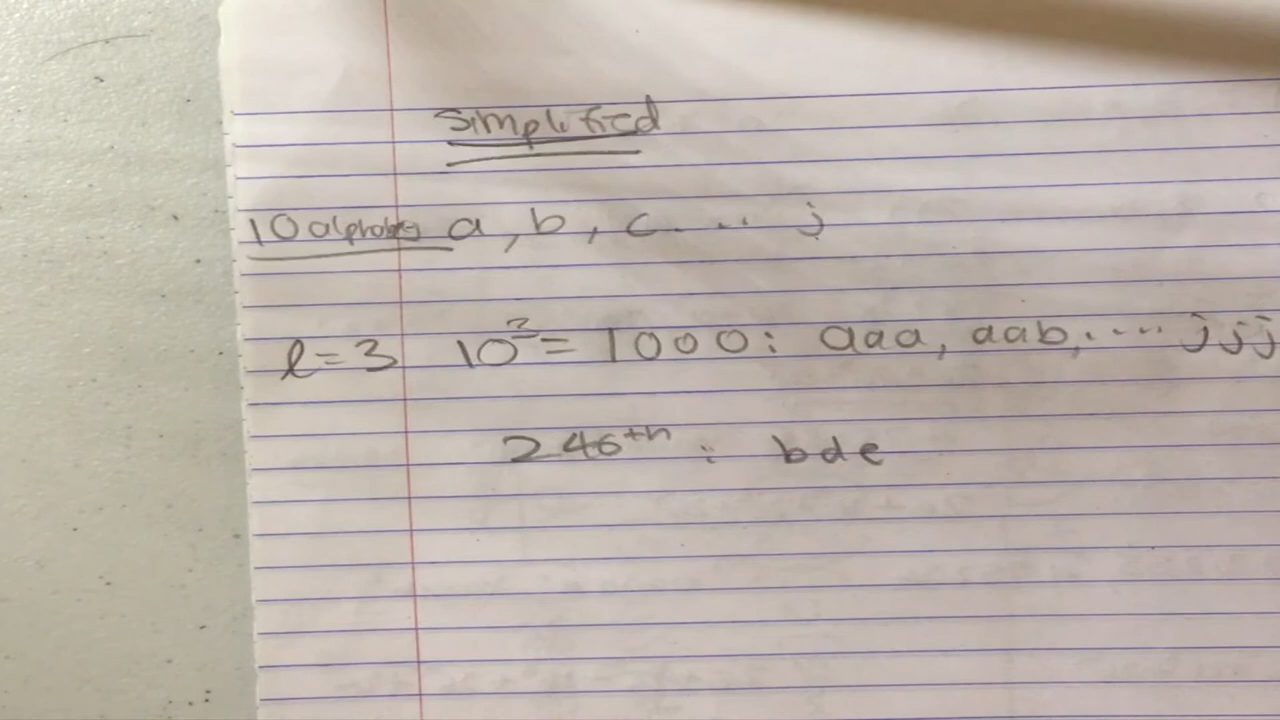 Simplified
10 alphabets a, b, c .... j
l=3 10³ = 1000: aaa, aab, .... jjj
246th : bde